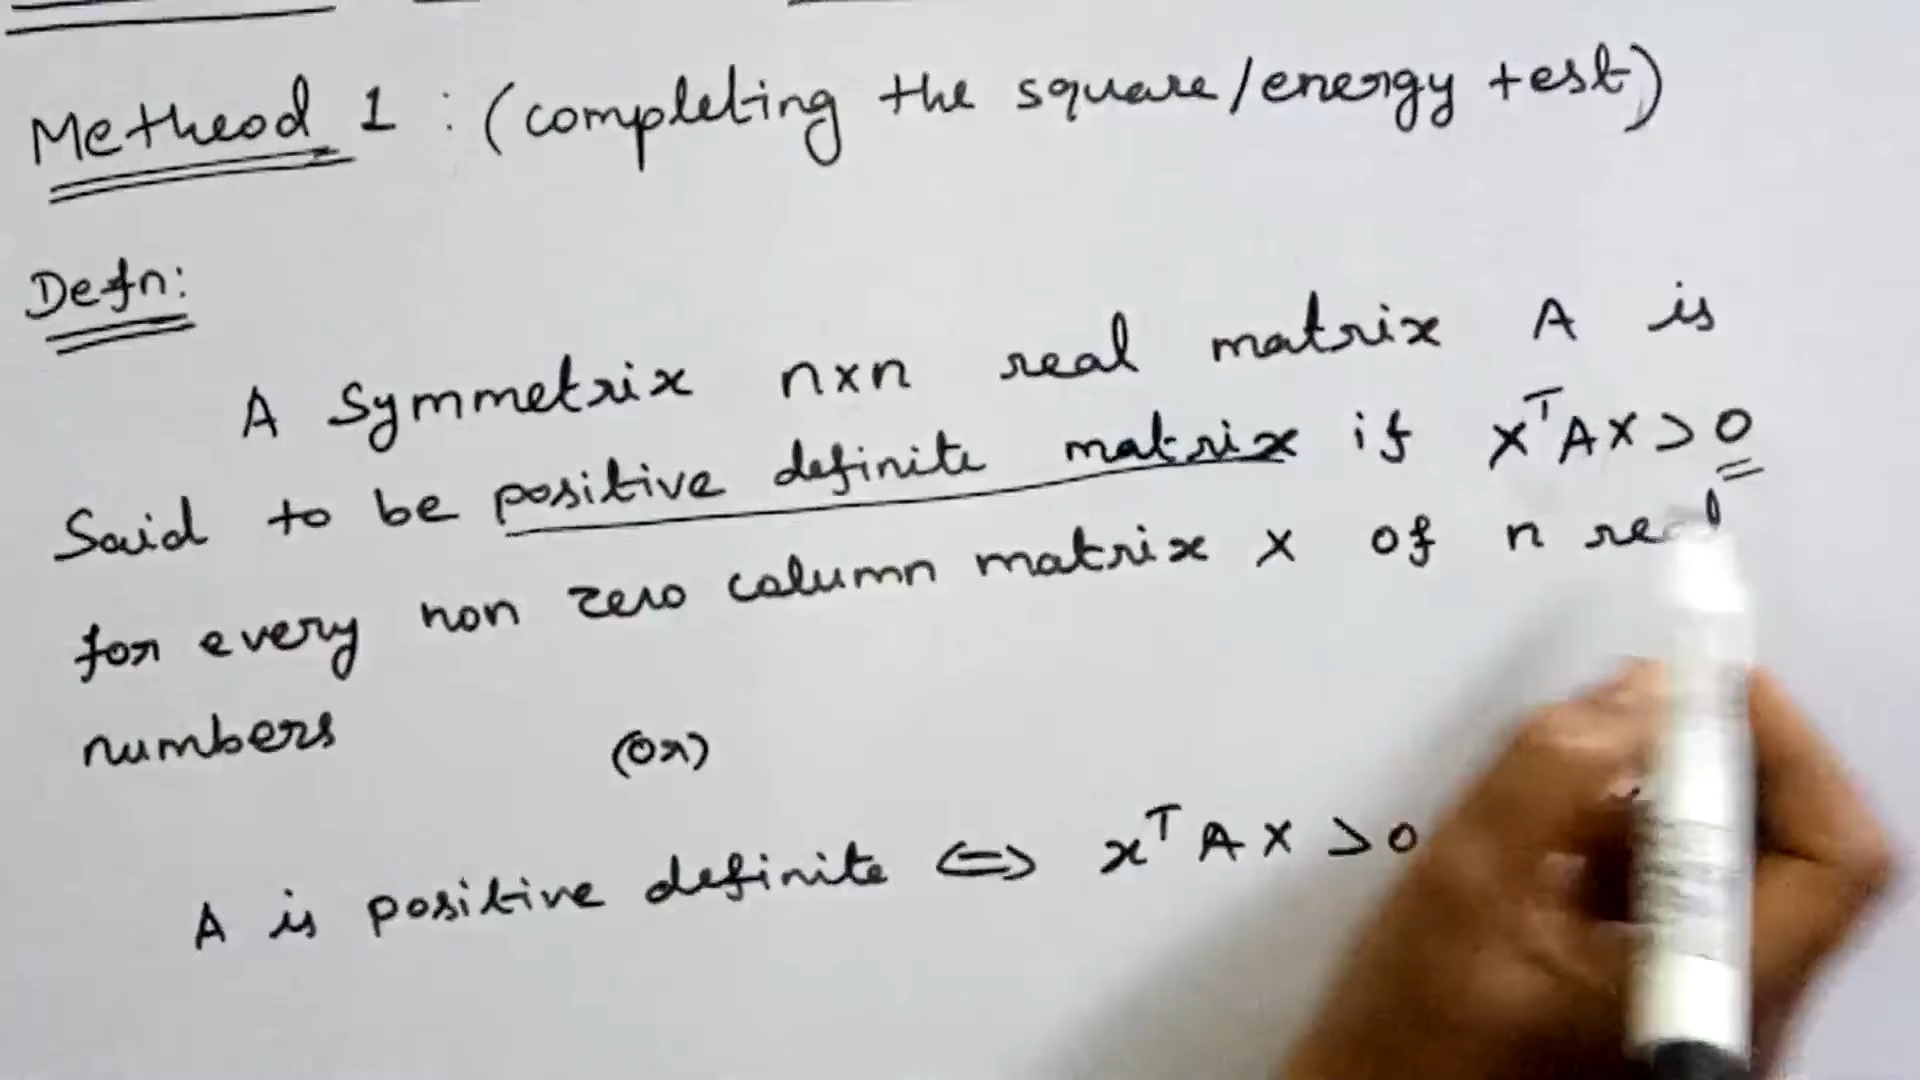 Metheod 1 : (completing the square/energy test)
Defn:
A Symmetrix nxn real matrix A is
Said to be positive definite matrix if X^T A X > 0
for every non zero column matrix X of n real
numbers
(Or)
A is positive definite ⇔ x^T A X > 0